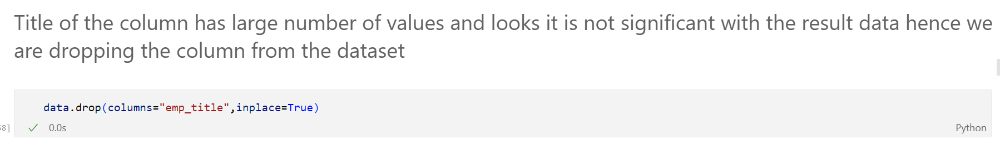 Title of the column has large number of values and looks it is not significant with the result data hence we
are dropping the column from the dataset
data.drop(columns="emp_title",inplace=True)
8]
0.0s
Python